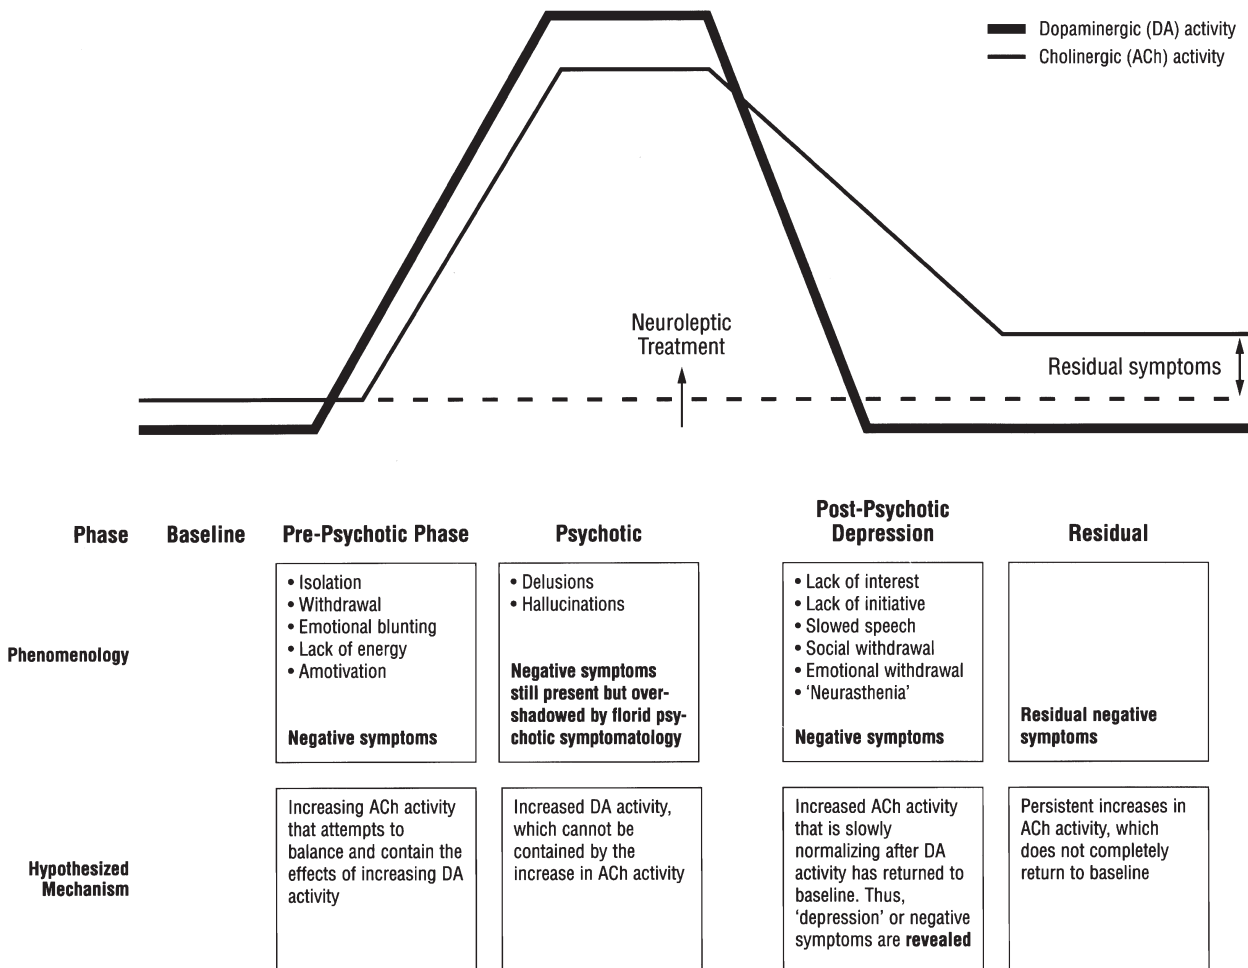 Dopaminergic (DA) activity
Cholinergic (ACh) activity
Neuroleptic
Treatment
Residual symptoms
Phase
Baseline
Pre-Psychotic Phase
Psychotic
Post-Psychotic
Depression
Residual
Phenomenology
• Isolation
• Withdrawal
• Emotional blunting
• Lack of energy
• Amotivation
Negative symptoms
• Delusions
• Hallucinations
Negative symptoms
still present but over-
shadowed by florid psy-
chotic symptomatology
• Lack of interest
• Lack of initiative
• Slowed speech
• Social withdrawal
• Emotional withdrawal
• 'Neurasthenia'
Negative symptoms
Residual negative
symptoms
Hypothesized
Mechanism
Increasing ACh activity
that attempts to
balance and contain the
effects of increasing DA
activity
Increased DA activity,
which cannot be
contained by the
increase in ACh activity
Increased ACh activity
that is slowly
normalizing after DA
activity has returned to
baseline. Thus,
'depression' or negative
symptoms are revealed
Persistent increases in
ACh activity, which
does not completely
return to baseline